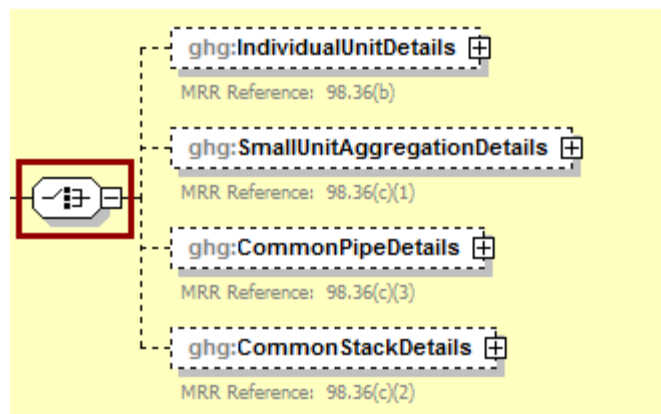 ghg:IndividualUnitDetails
MRR Reference: 98.36(b)
ghg:SmallUnitAggregationDetails
MRR Reference: 98.36(c)(1)
ghg:CommonPipeDetails
MRR Reference: 98.36(c)(3)
ghg:CommonStackDetails
MRR Reference: 98.36(c)(2)